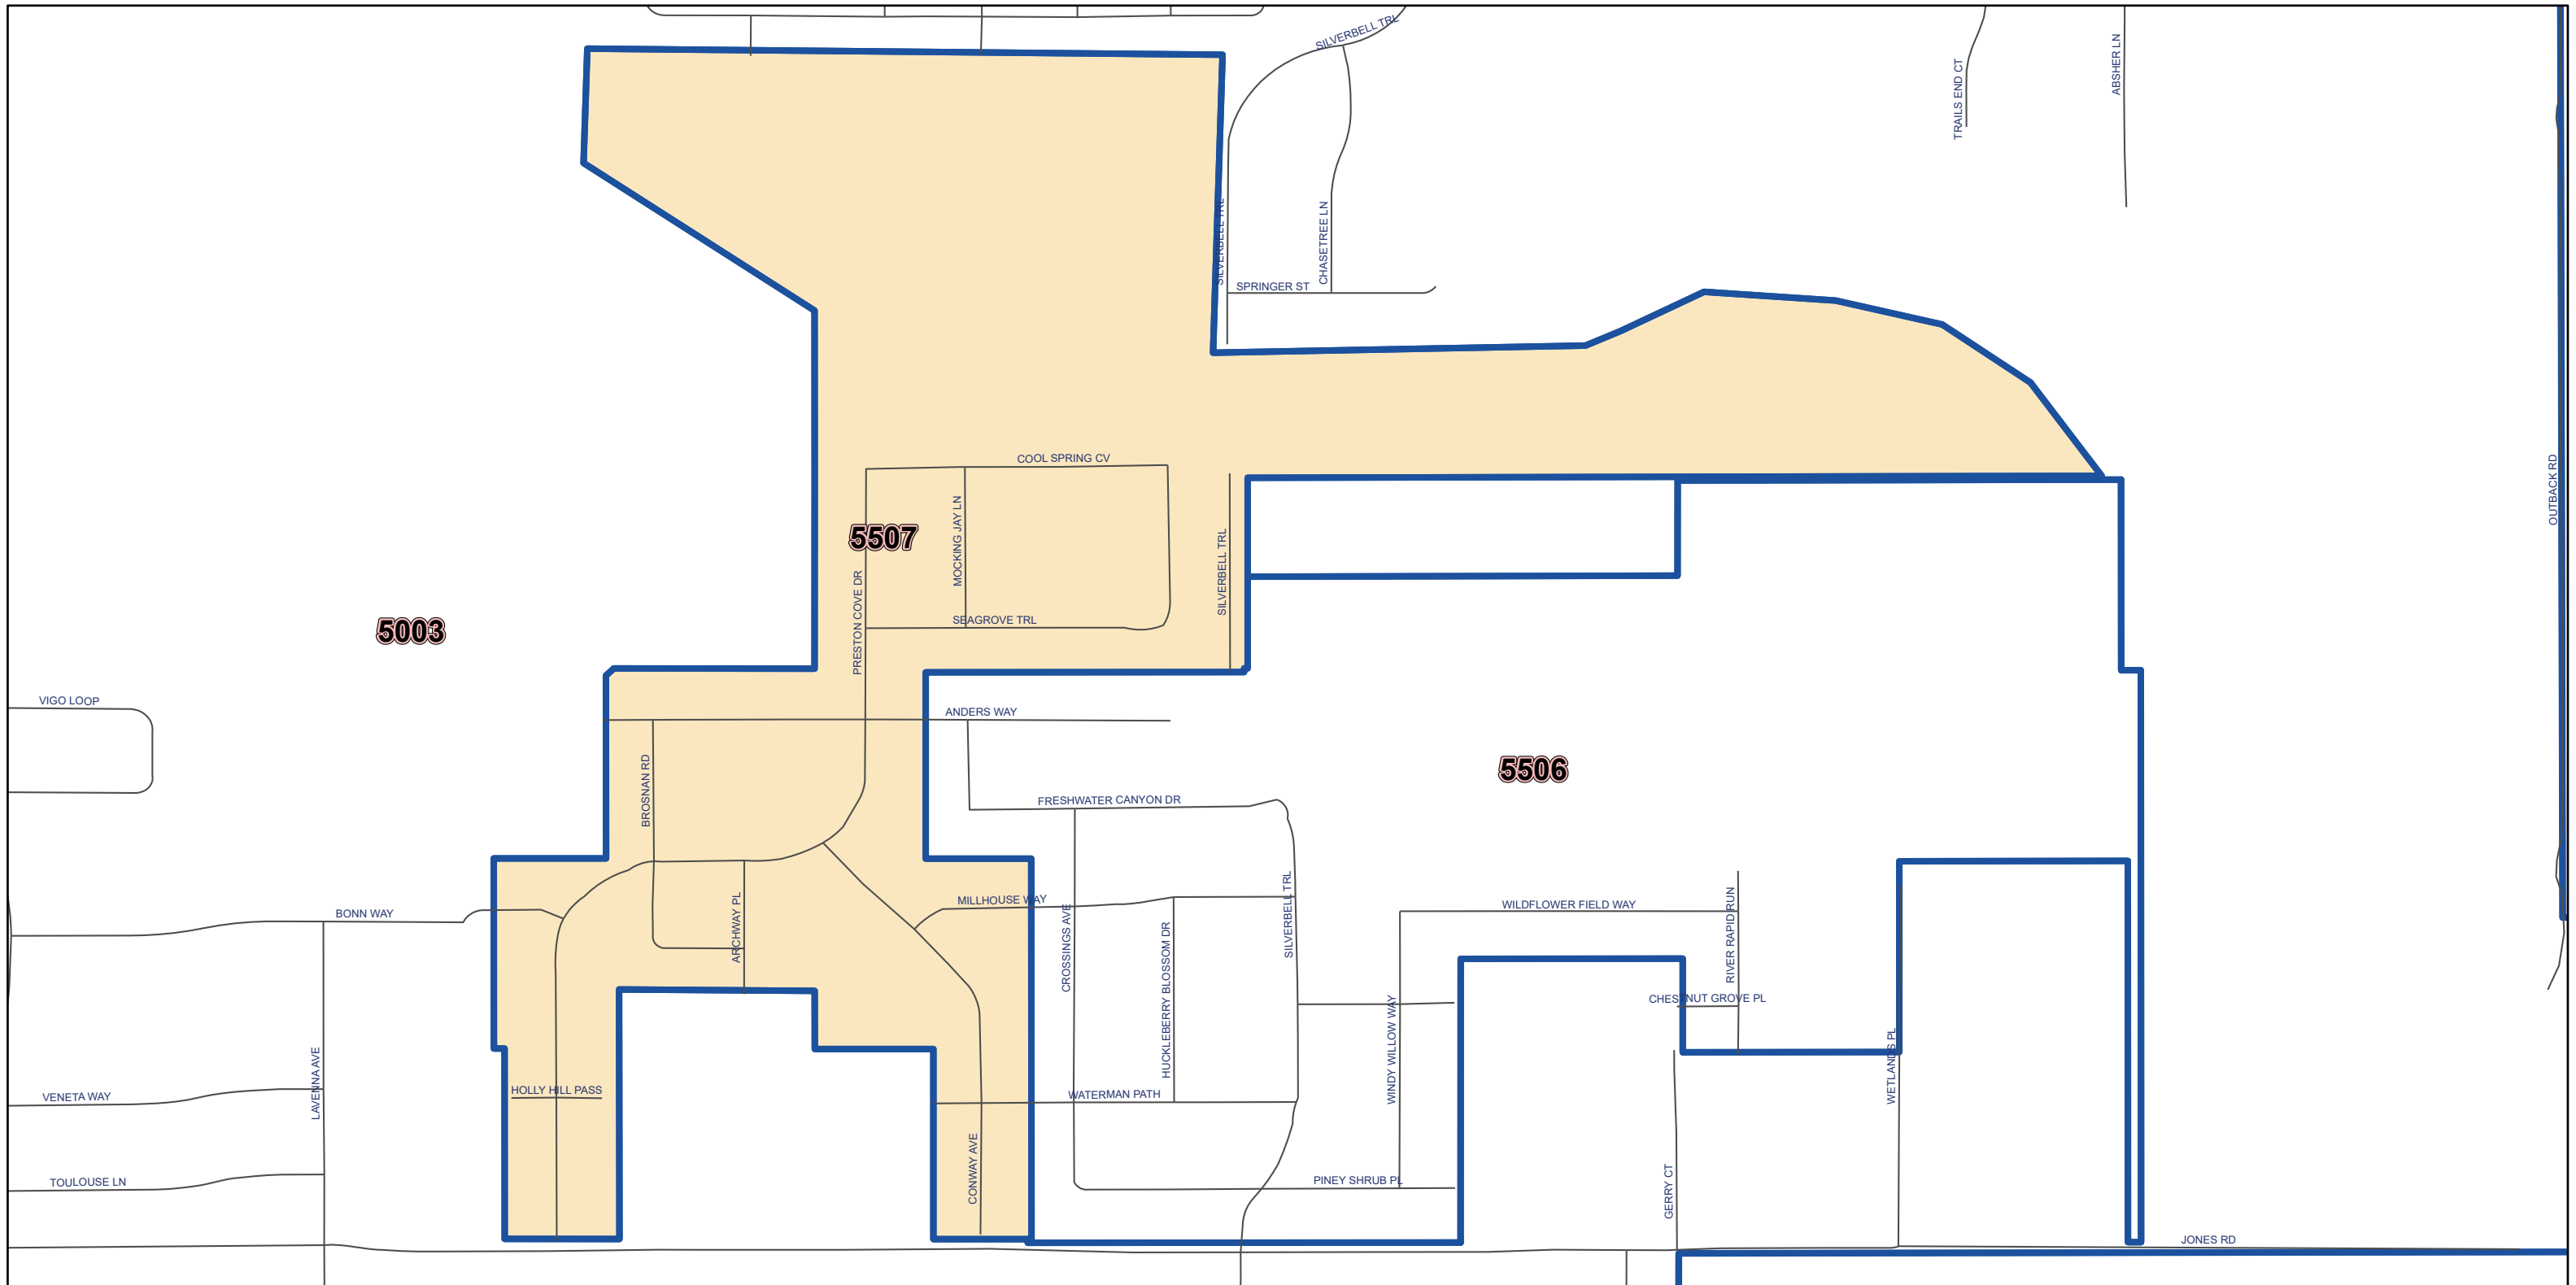 SILVERBELL TRL
TRAILS END CT
ABSHER LN
SILVERBELL TRL
CHASETREE LN
SPRINGER ST
OUTBACK RD
COOL SPRING CV
MOCKING JAY LN
5507
SILVERBELL TRL
PRESTON COVE DR
SEAGROVE TRL
5003
VIGO LOOP
ANDERS WAY
5506
BROSNAN RD
FRESHWATER CANYON DR
MILLHOUSE WAY
ARCHWAY PL
SILVERBELL TRL
WILDFLOWER FIELD WAY
RIVER RAPID RUN
BONN WAY
CROSSINGS AVE
HUCKLEBERRY BLOSSOM DR
CHESTNUT GROVE PL
WINDY WILLOW WAY
WETLANDS PL
LAVENNA AVE
HOLLY HILL PASS
WATERMAN PATH
VENETA WAY
CONWAY AVE
GERRY CT
TOULOUSE LN
PINEY SHRUB PL
JONES RD